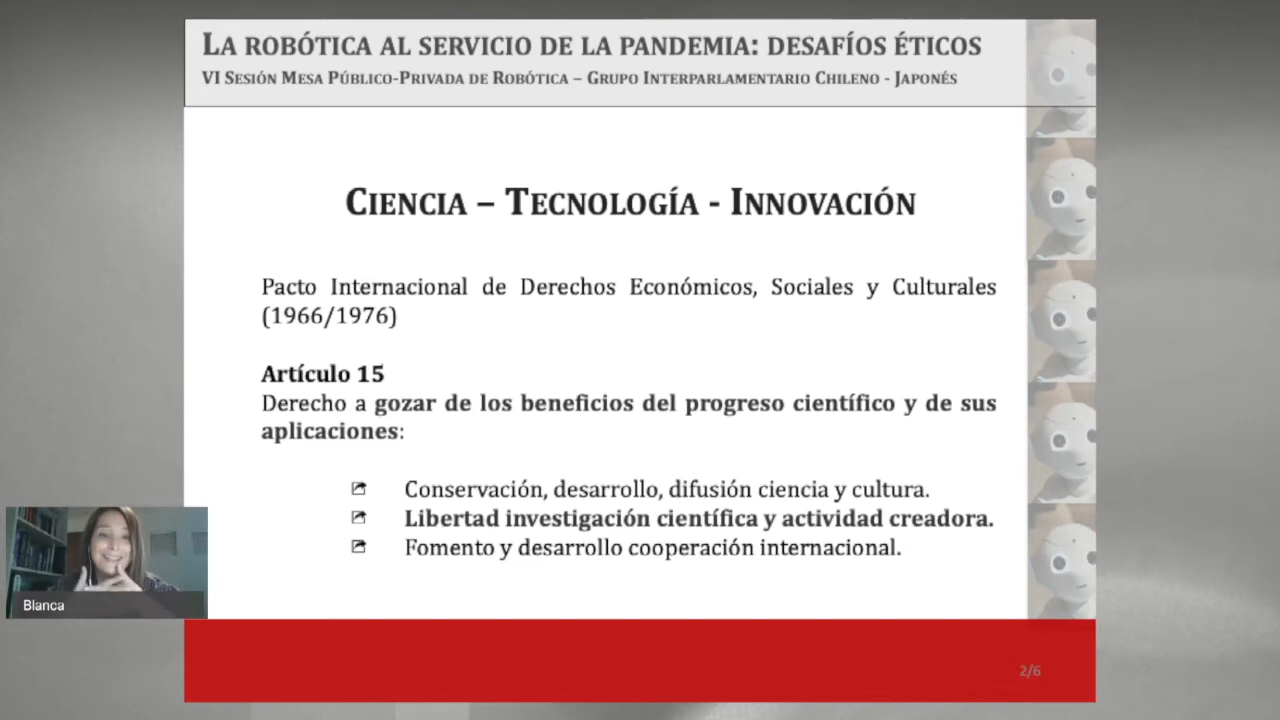 LA ROBÓTICA AL SERVICIO DE LA PANDEMIA: DESAFÍOS ÉTICOS
VI SESIÓN MESA PÚBLICO-PRIVADA DE ROBÓTICA – GRUPO INTERPARLAMENTARIO CHILENO - JAPONÉS
CIENCIA – TECNOLOGÍA - INNOVACIÓN
Pacto Internacional de Derechos Económicos, Sociales y Culturales
(1966/1976)
Artículo 15
Derecho a gozar de los beneficios del progreso científico y de sus
aplicaciones:
Conservación, desarrollo, difusión ciencia y cultura.
Libertad investigación científica y actividad creadora.
Fomento y desarrollo cooperación internacional.
Blanca
2/6